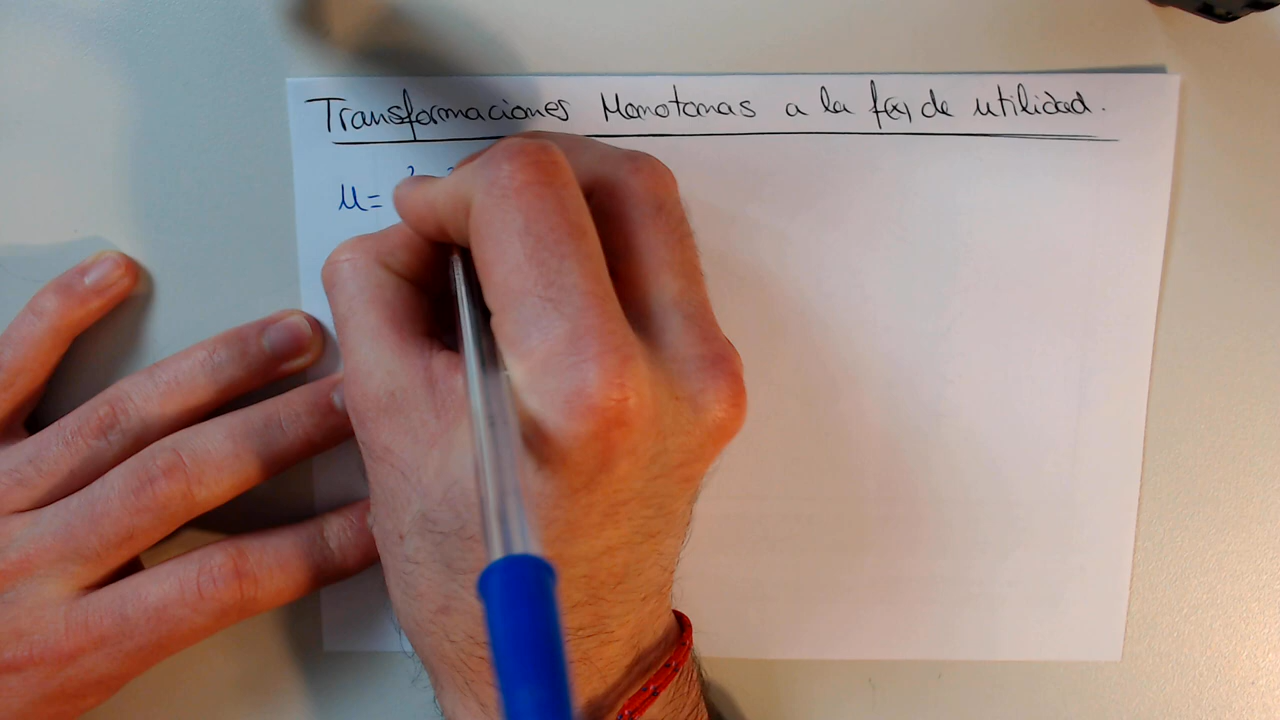 Transformaciones Monotonas a la f(x) de utilidad.
U=